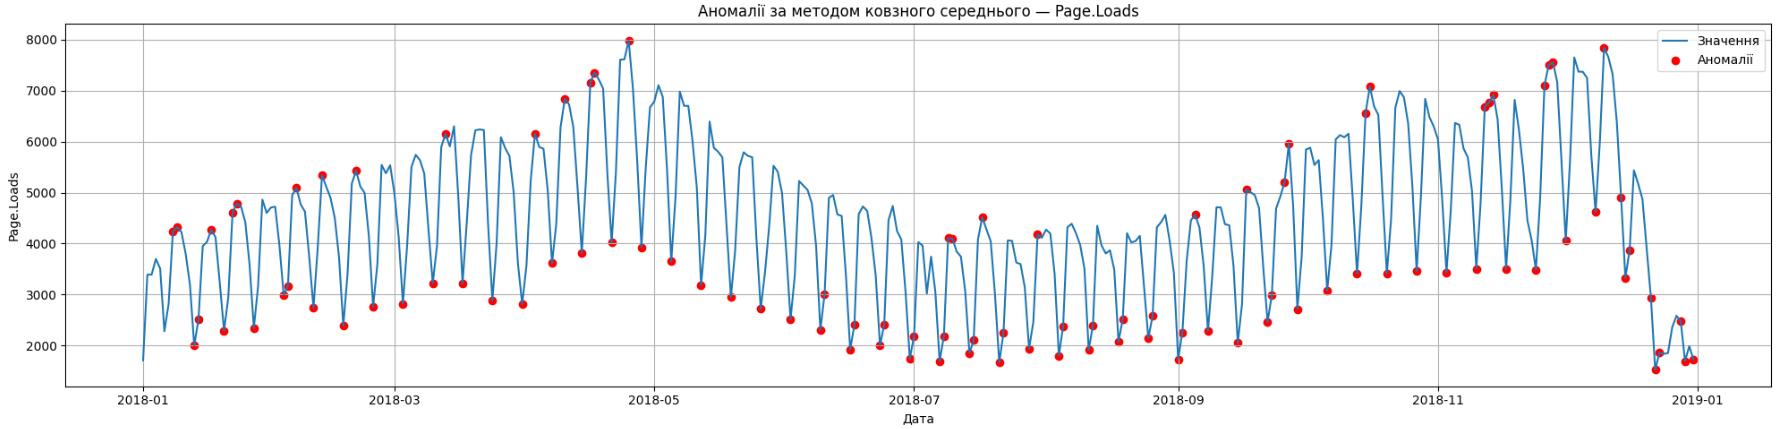 Аномалії за методом ковзного середнього — Page.Loads
Значення
Аномалії
Page.Loads
8000
7000
6000
5000
4000
3000
2000
2018-01
2018-03
2018-05
2018-07
2018-09
2018-11
2019-01
Дата